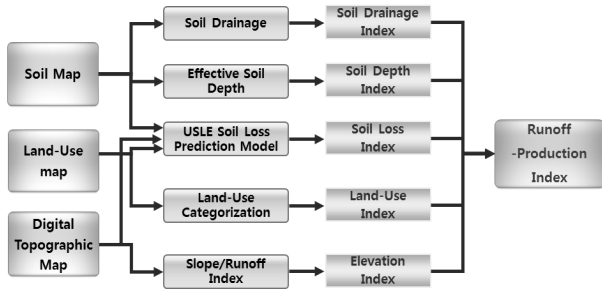 Soil Map
Land-Use
map
Digital
Topographic
Map
Soil Drainage
Effective Soil
Depth
USLE Soil Loss
Prediction Model
Land-Use
Categorization
Slope/Runoff
Index
Soil Drainage
Index
Soil Depth
Index
Soil Loss
Index
Land-Use
Index
Elevation
Index
Runoff
-Production
Index